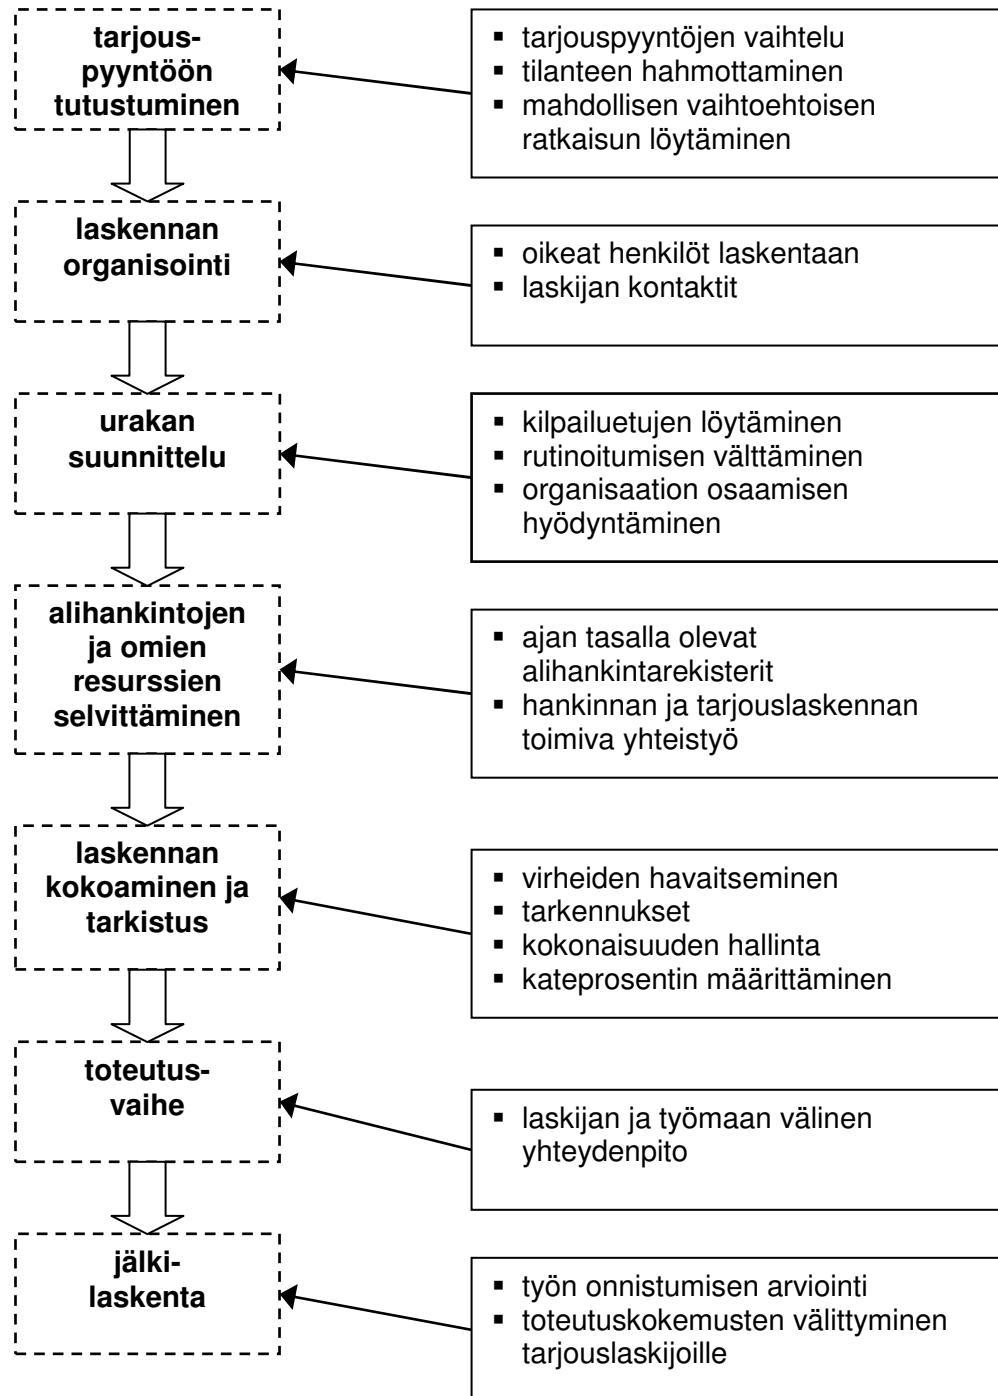 tarjous-
pyyntöön
tutustuminen
▪ tarjouspyyntöjen vaihtelu
▪ tilanteen hahmottaminen
▪ mahdollisen vaihtoehtoisen
ratkaisun löytäminen
laskennan
organisointi
▪ oikeat henkilöt laskentaan
▪ laskijan kontaktit
urakan
suunnittelu
▪ kilpailuetujen löytäminen
▪ rutinoitumisen välttäminen
▪ organisaation osaamisen
hyödyntäminen
alihankintojen
ja omien
resurssien
selvittäminen
▪ ajan tasalla olevat
alihankintarekisterit
▪ hankinnan ja tarjouslaskennan
toimiva yhteistyö
laskennan
kokoaminen ja
tarkistus
▪ virheiden havaitseminen
▪ tarkennukset
▪ kokonaisuuden hallinta
▪ kateprosentin määrittäminen
toteutus-
vaihe
▪ laskijan ja työmaan välinen
yhteydenpito
jälki-
laskenta
▪ työn onnistumisen arviointi
▪ toteutuskokemusten välittyminen
tarjouslaskijoille